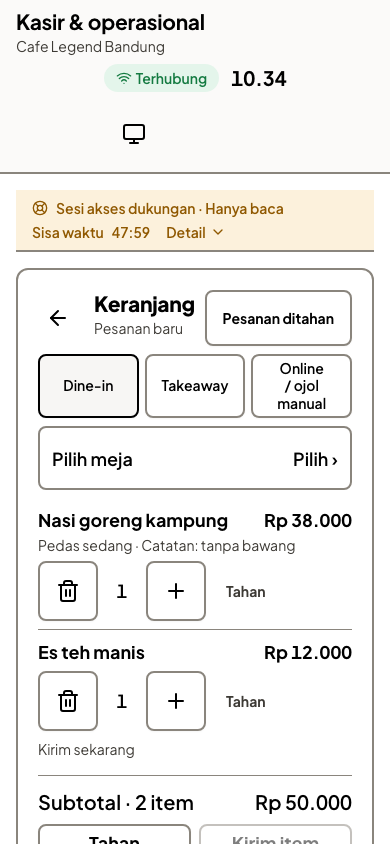 Kasir & operasional
Cafe Legend Bandung
Terhubung 10.34
Sesi akses dukungan · Hanya baca
Sisa waktu 47:59 Detail
Keranjang
Pesanan baru
Pesanan ditahan
Dine-in
Takeaway
Online
/ ojol
manual
Pilih meja Pilih ›
Nasi goreng kampung Rp 38.000
Pedas sedang · Catatan: tanpa bawang
1 Tahan
Es teh manis Rp 12.000
1 Tahan
Kirim sekarang
Subtotal · 2 item Rp 50.000
Tahan Kirim item